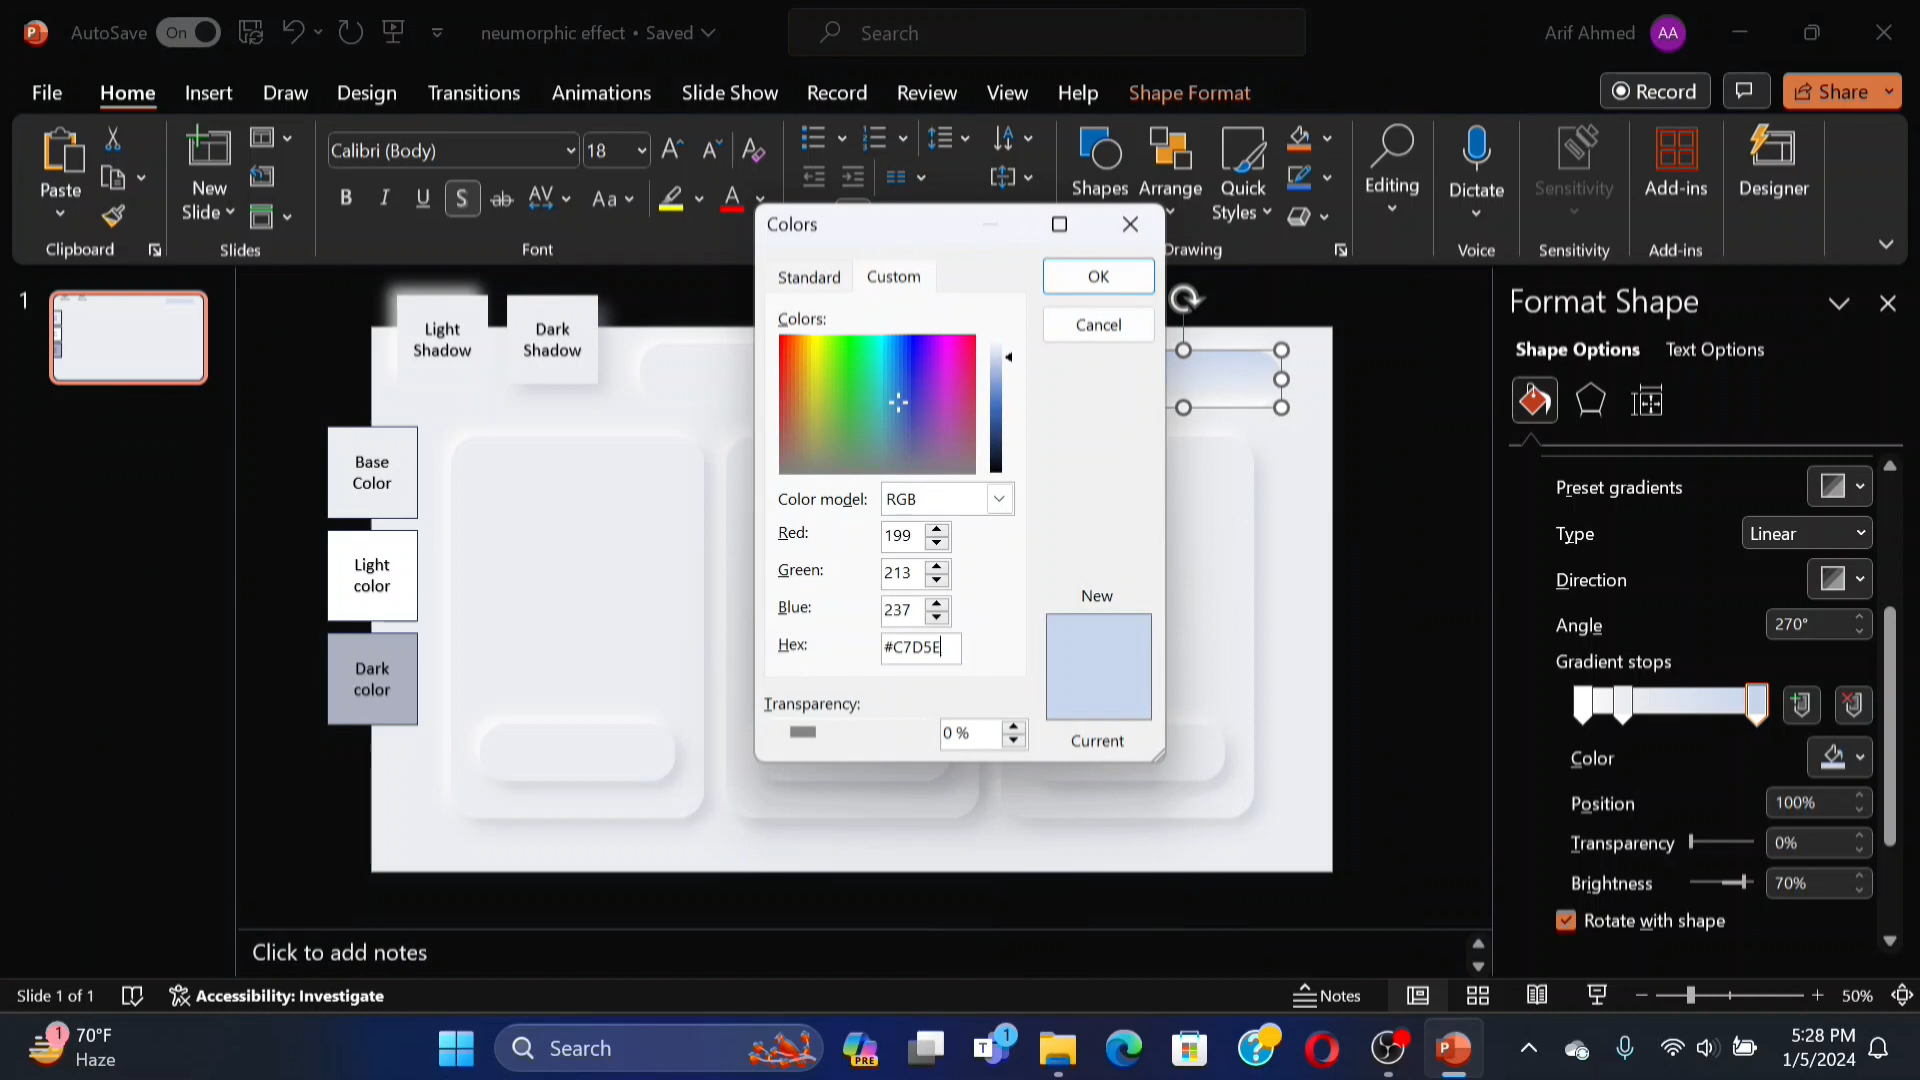 AutoSave On neumorphic effect • Saved Search Arif Ahmed AA
File Home Insert Draw Design Transitions Animations Slide Show Record Review View Help Shape Format Record Share
Paste
New
Slide
Calibri (Body) 18
B I U S ab AV Aa A
Shapes
Arrange
Quick
Styles
Editing
Dictate
Sensitivity
Add-ins
Designer
Clipboard Slides Font Drawing Voice Sensitivity Add-ins
1
Light
Shadow
Dark
Shadow
Base
Color
Light
color
Dark
color
Colors
Standard Custom
OK
Cancel
Colors:
Color model: RGB
Red: 199
Green: 213
Blue: 237
Hex: #C7D5E
Transparency:
0 %
New
Current
Format Shape
Shape Options Text Options
Preset gradients
Type Linear
Direction
Angle 270°
Gradient stops
Color
Position 100%
Transparency 0%
Brightness 70%
Rotate with shape
Click to add notes
Slide 1 of 1 Accessibility: Investigate Notes 50%
1 70°F
Haze
Search
PRE
T 1
5:28 PM
1/5/2024